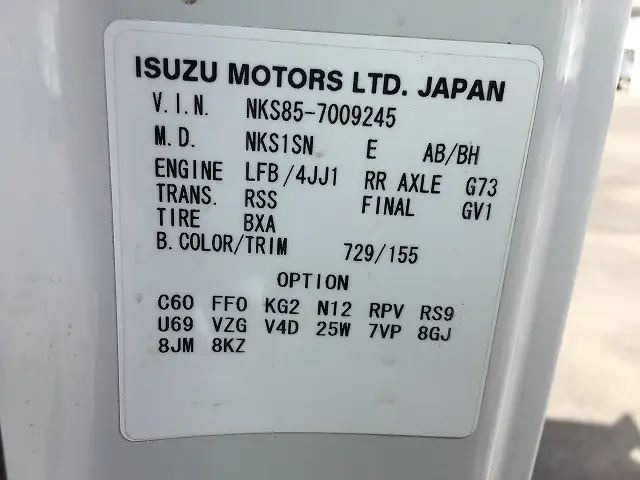 ISUZU MOTORS LTD. JAPAN
V.I.N. NKS85-7009245
M.D. NKS1SN E AB/BH
ENGINE LFB/4JJ1 RR AXLE G73
TRANS. RSS FINAL GV1
TIRE BXA
B.COLOR/TRIM 729/155
OPTION
C60 FF0 KG2 N12 RPV RS9
U69 VZG V4D 25W 7VP 8GJ
8JM 8KZ